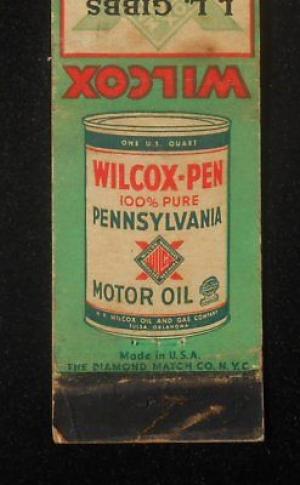 I. L. GIBBS
WILCOX
ONE U.S. QUART
WILCOX-PEN
100% PURE
PENNSYLVANIA
WILCOX
MOTOR OIL
H. F. WILCOX OIL AND GAS COMPANY
TULSA, OKLAHOMA
Made in U.S.A.
THE DIAMOND MATCH CO. N.Y.C.